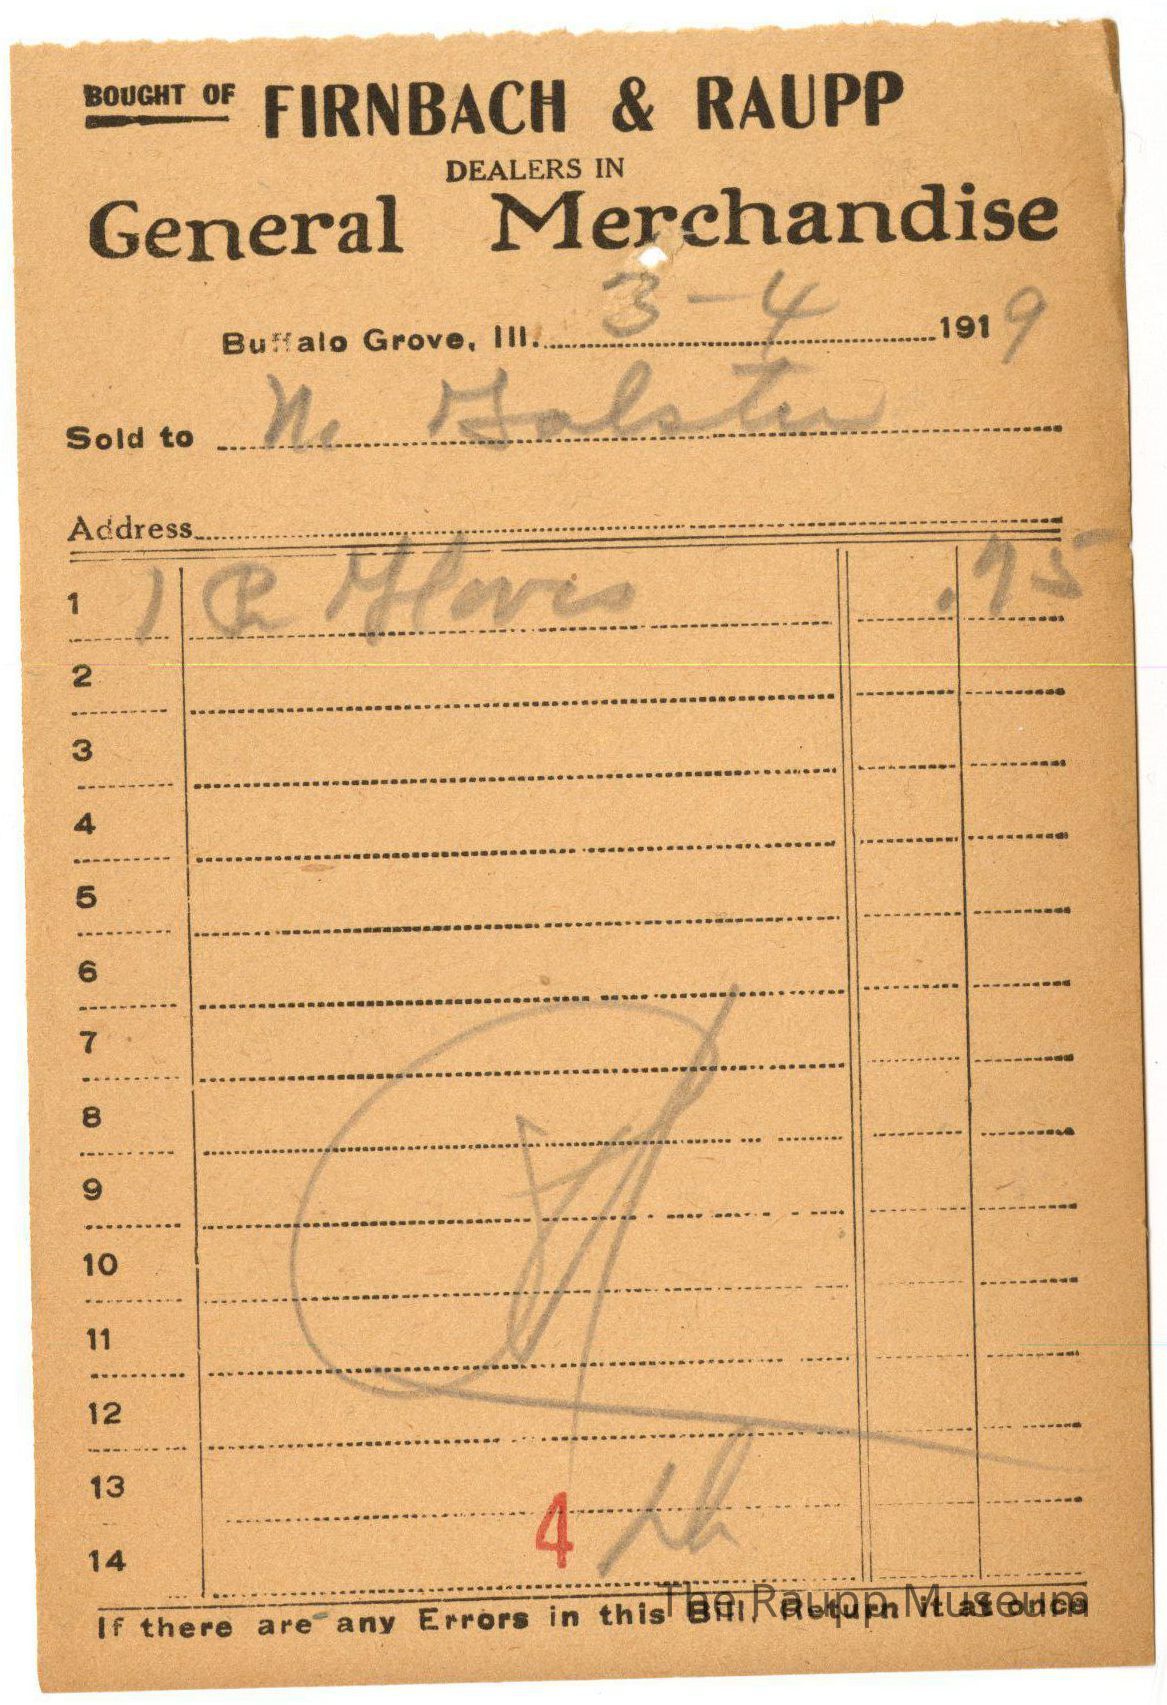 BOUGHT OF FIRNBACH & RAUPP
DEALERS IN
General Merchandise
Buffalo Grove, Ill. 3-4 1919
Sold to
Address
1 1 Pr Gloves .75
2
3
4
5
6
7
8
9
10
11
12
13
14
4
If there are any Errors in this Bill, Return it at once
The Raupp Museum